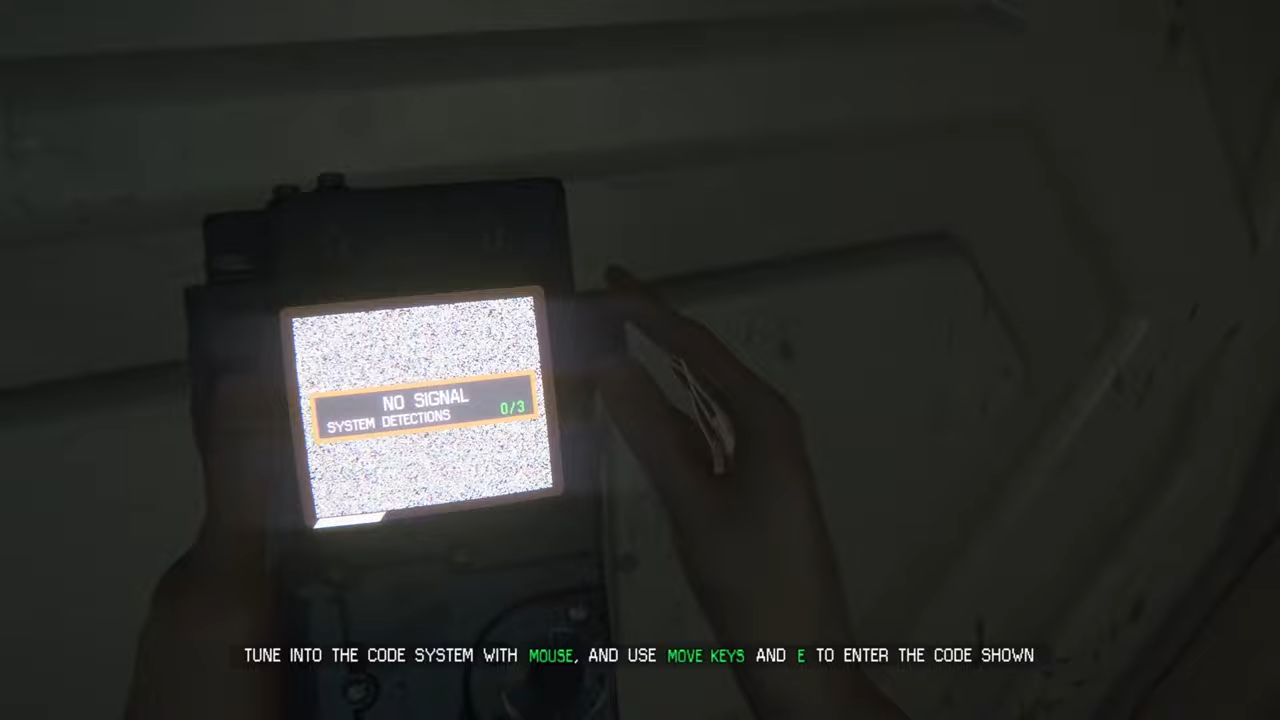 NO SIGNAL
SYSTEM DETECTIONS 0/3
TUNE INTO THE CODE SYSTEM WITH MOUSE, AND USE MOVE KEYS AND E TO ENTER THE CODE SHOWN